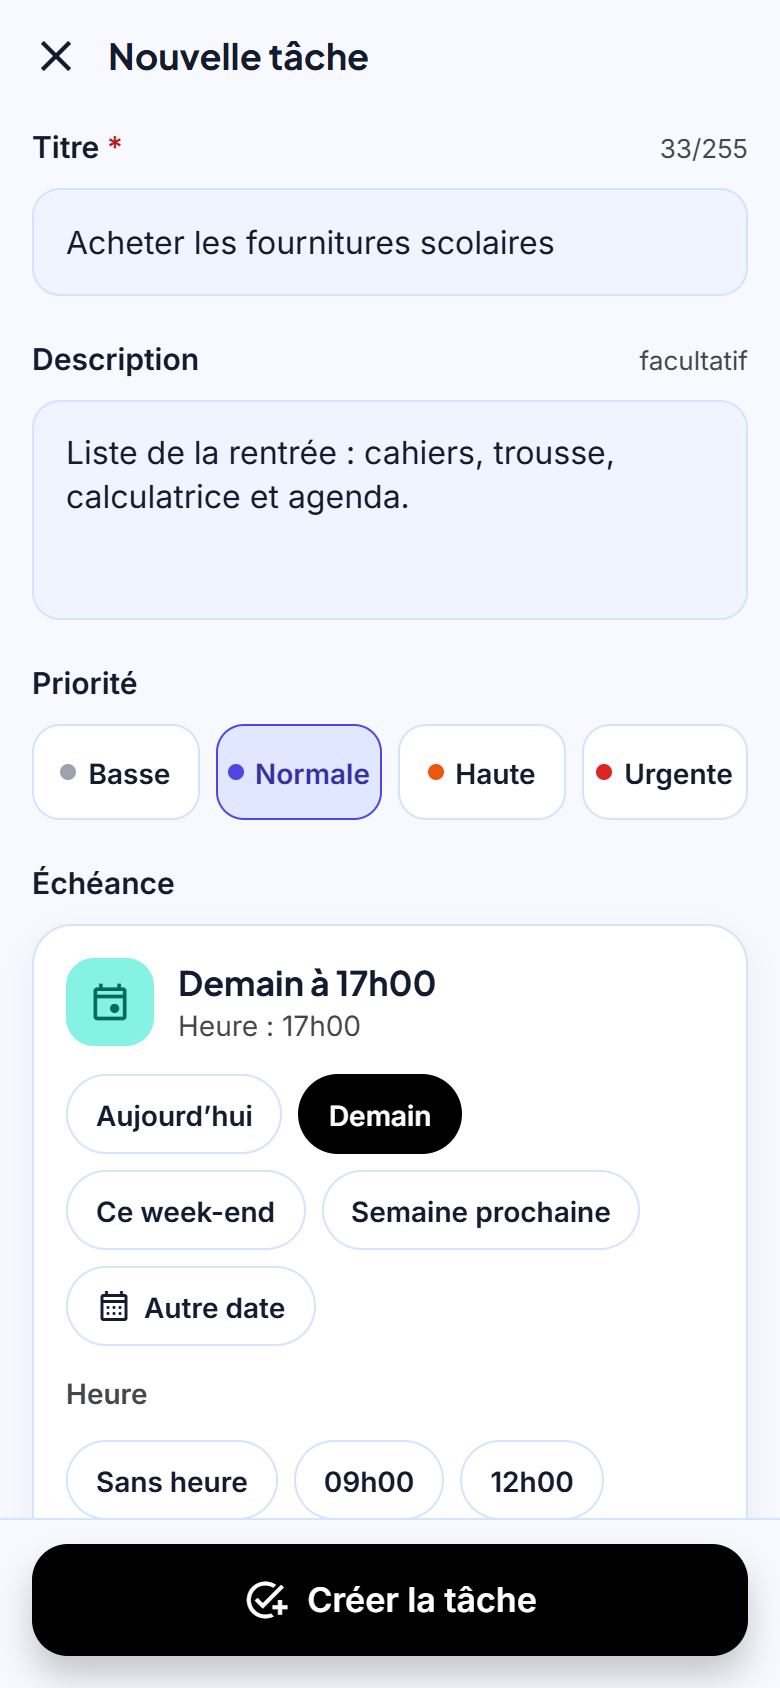 Nouvelle tâche
Titre *
33/255
Acheter les fournitures scolaires
Description
facultatif
Liste de la rentrée : cahiers, trousse,
calculatrice et agenda.
Priorité
Basse
Normale
Haute
Urgente
Échéance
Demain à 17h00
Heure : 17h00
Aujourd’hui
Demain
Ce week-end
Semaine prochaine
Autre date
Heure
Sans heure
09h00
12h00
Créer la tâche